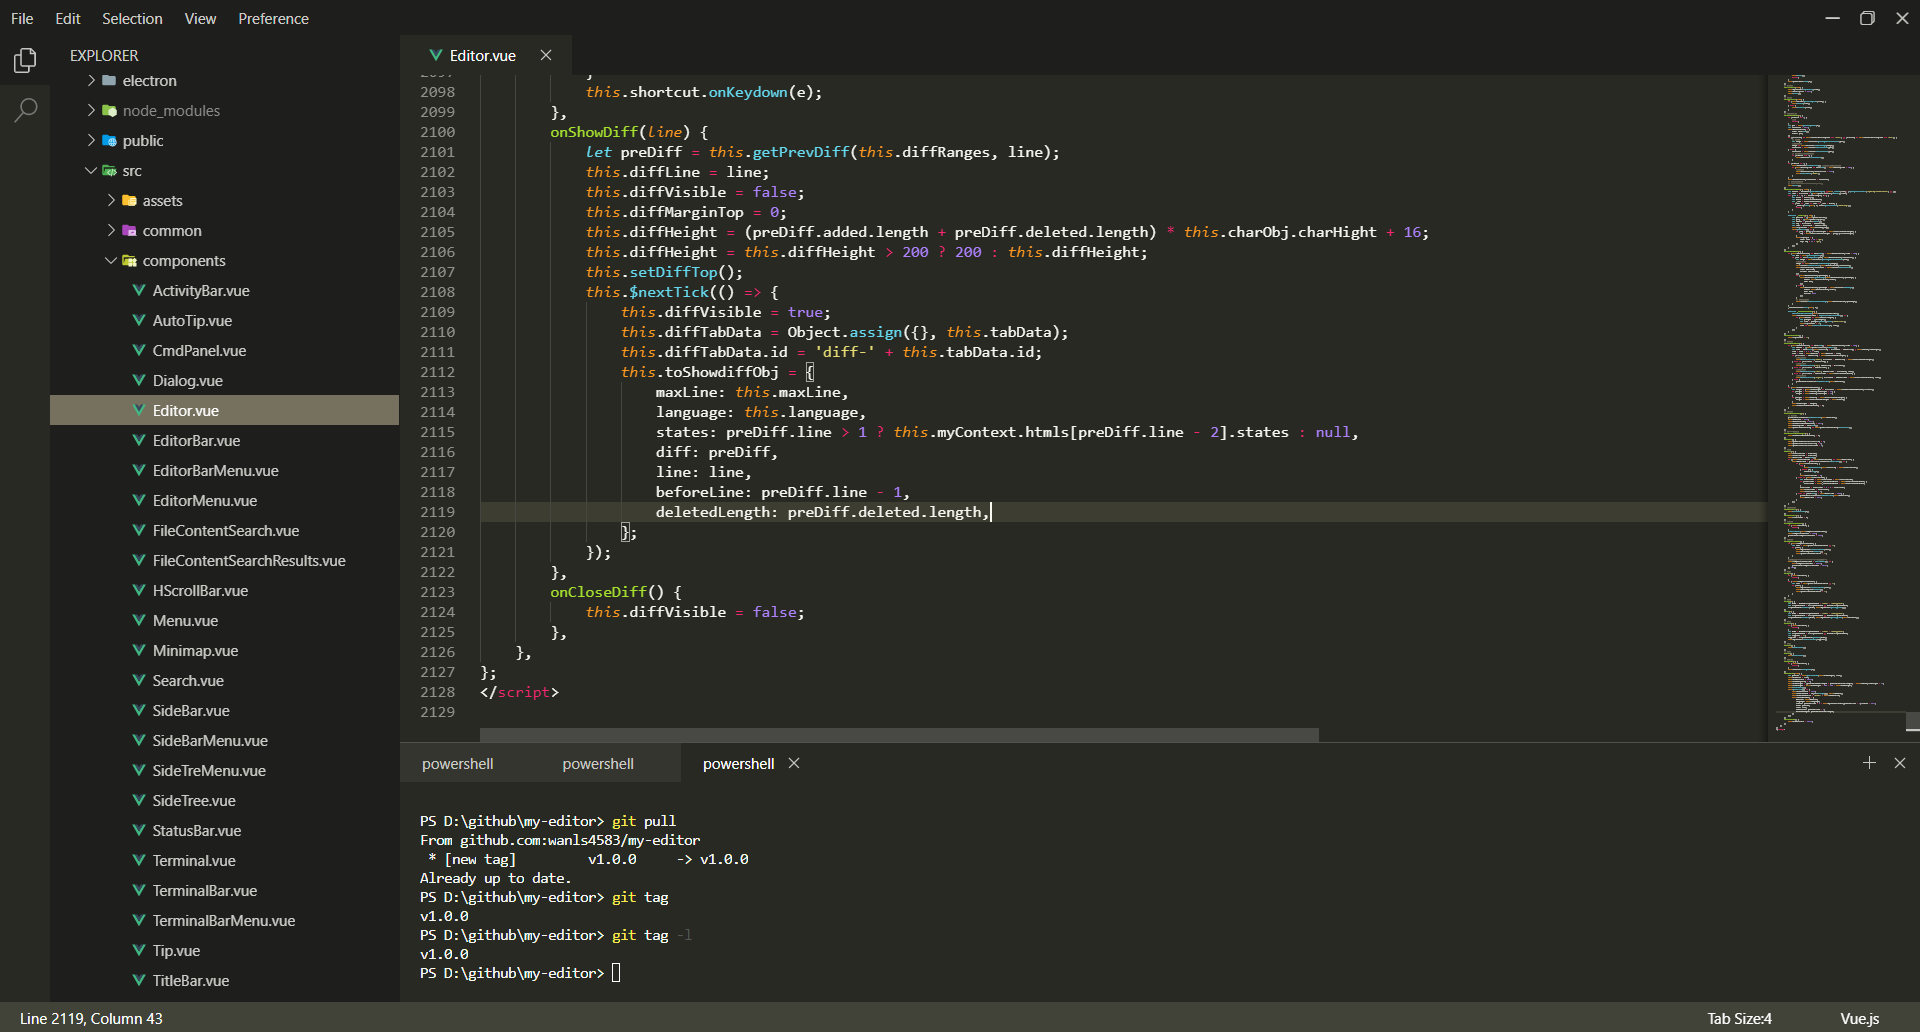 File Edit Selection View Preference
EXPLORER
electron
node_modules
public
src
assets
common
components
ActivityBar.vue
AutoTip.vue
CmdPanel.vue
Dialog.vue
Editor.vue
EditorBar.vue
EditorBarMenu.vue
EditorMenu.vue
FileContentSearch.vue
FileContentSearchResults.vue
HScrollBar.vue
Menu.vue
Minimap.vue
Search.vue
SideBar.vue
SideBarMenu.vue
SideTreMenu.vue
SideTree.vue
StatusBar.vue
Terminal.vue
TerminalBar.vue
TerminalBarMenu.vue
Tip.vue
TitleBar.vue
Editor.vue
2098 this.shortcut.onKeydown(e);
2099 },
2100 onShowDiff(line) {
2101 let preDiff = this.getPrevDiff(this.diffRanges, line);
2102 this.diffLine = line;
2103 this.diffVisible = false;
2104 this.diffMarginTop = 0;
2105 this.diffHeight = (preDiff.added.length + preDiff.deleted.length) * this.charObj.charHight + 16;
2106 this.diffHeight = this.diffHeight > 200 ? 200 : this.diffHeight;
2107 this.setDiffTop();
2108 this.$nextTick(() => {
2109 this.diffVisible = true;
2110 this.diffTabData = Object.assign({}, this.tabData);
2111 this.diffTabData.id = 'diff-' + this.tabData.id;
2112 this.toShowdiffObj = {
2113 maxLine: this.maxLine,
2114 language: this.language,
2115 states: preDiff.line > 1 ? this.myContext.htmls[preDiff.line - 2].states : null,
2116 diff: preDiff,
2117 line: line,
2118 beforeLine: preDiff.line - 1,
2119 deletedLength: preDiff.deleted.length,
2120 };
2121 });
2122 },
2123 onCloseDiff() {
2124 this.diffVisible = false;
2125 },
2126 },
2127 };
2128 </script>
2129
powershell powershell powershell
PS D:\github\my-editor> git pull
From github.com:wanls4583/my-editor
* [new tag] v1.0.0 -> v1.0.0
Already up to date.
PS D:\github\my-editor> git tag
v1.0.0
PS D:\github\my-editor> git tag -l
v1.0.0
PS D:\github\my-editor>
Line 2119, Column 43 Tab Size:4 Vue.js